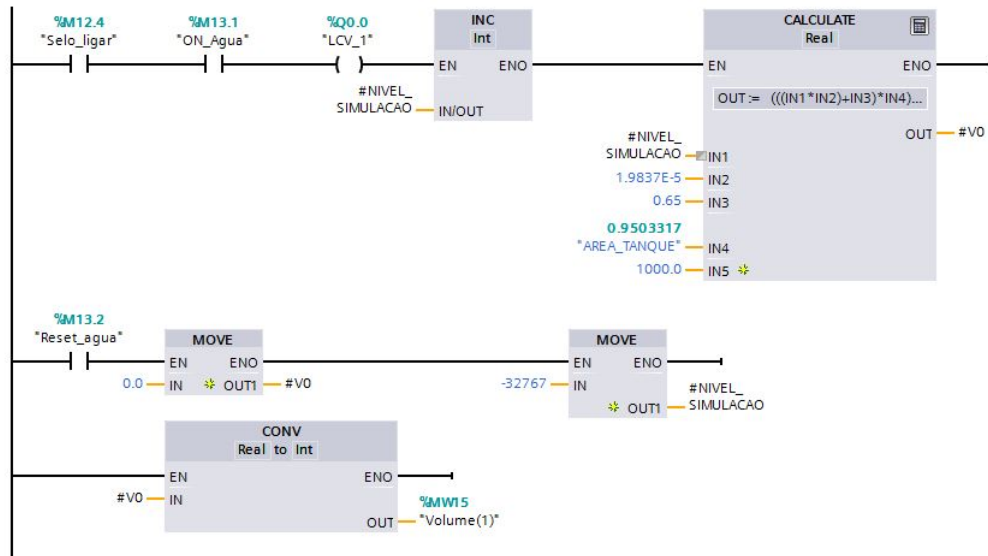 %M12.4 %M13.1 %Q0.0
"Selo_ligar" "ON_Agua" "LCV_1"
INC
Int
EN ENO
#NIVEL_
SIMULACAO IN/OUT
CALCULATE
Real
EN ENO
OUT := (((IN1*IN2)+IN3)*IN4)...
OUT #V0
#NIVEL_
SIMULACAO IN1
1.9837E-5 IN2
0.65 IN3
0.9503317
"AREA_TANQUE" IN4
1000.0 IN5
%M13.2
"Reset_agua"
MOVE
EN ENO
0.0 IN OUT1 #V0
MOVE
EN ENO
-32767 IN
#NIVEL_
OUT1 SIMULACAO
CONV
Real to Int
EN ENO
#V0 IN
%MW15
OUT "Volume(1)"